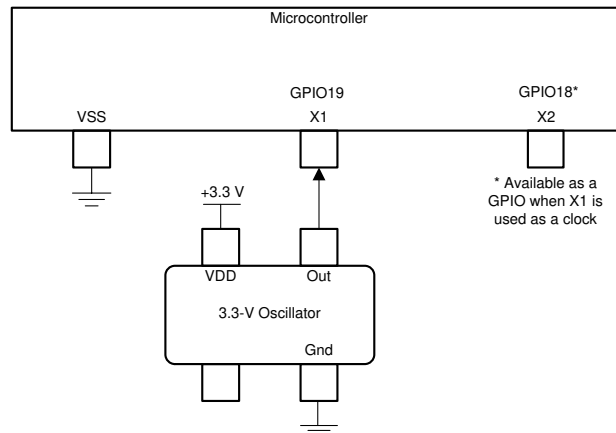 Microcontroller
GPIO19
GPIO18*
VSS
X1
X2
* Available as a
GPIO when X1 is
used as a clock
+3.3 V
VDD
Out
3.3-V Oscillator
Gnd